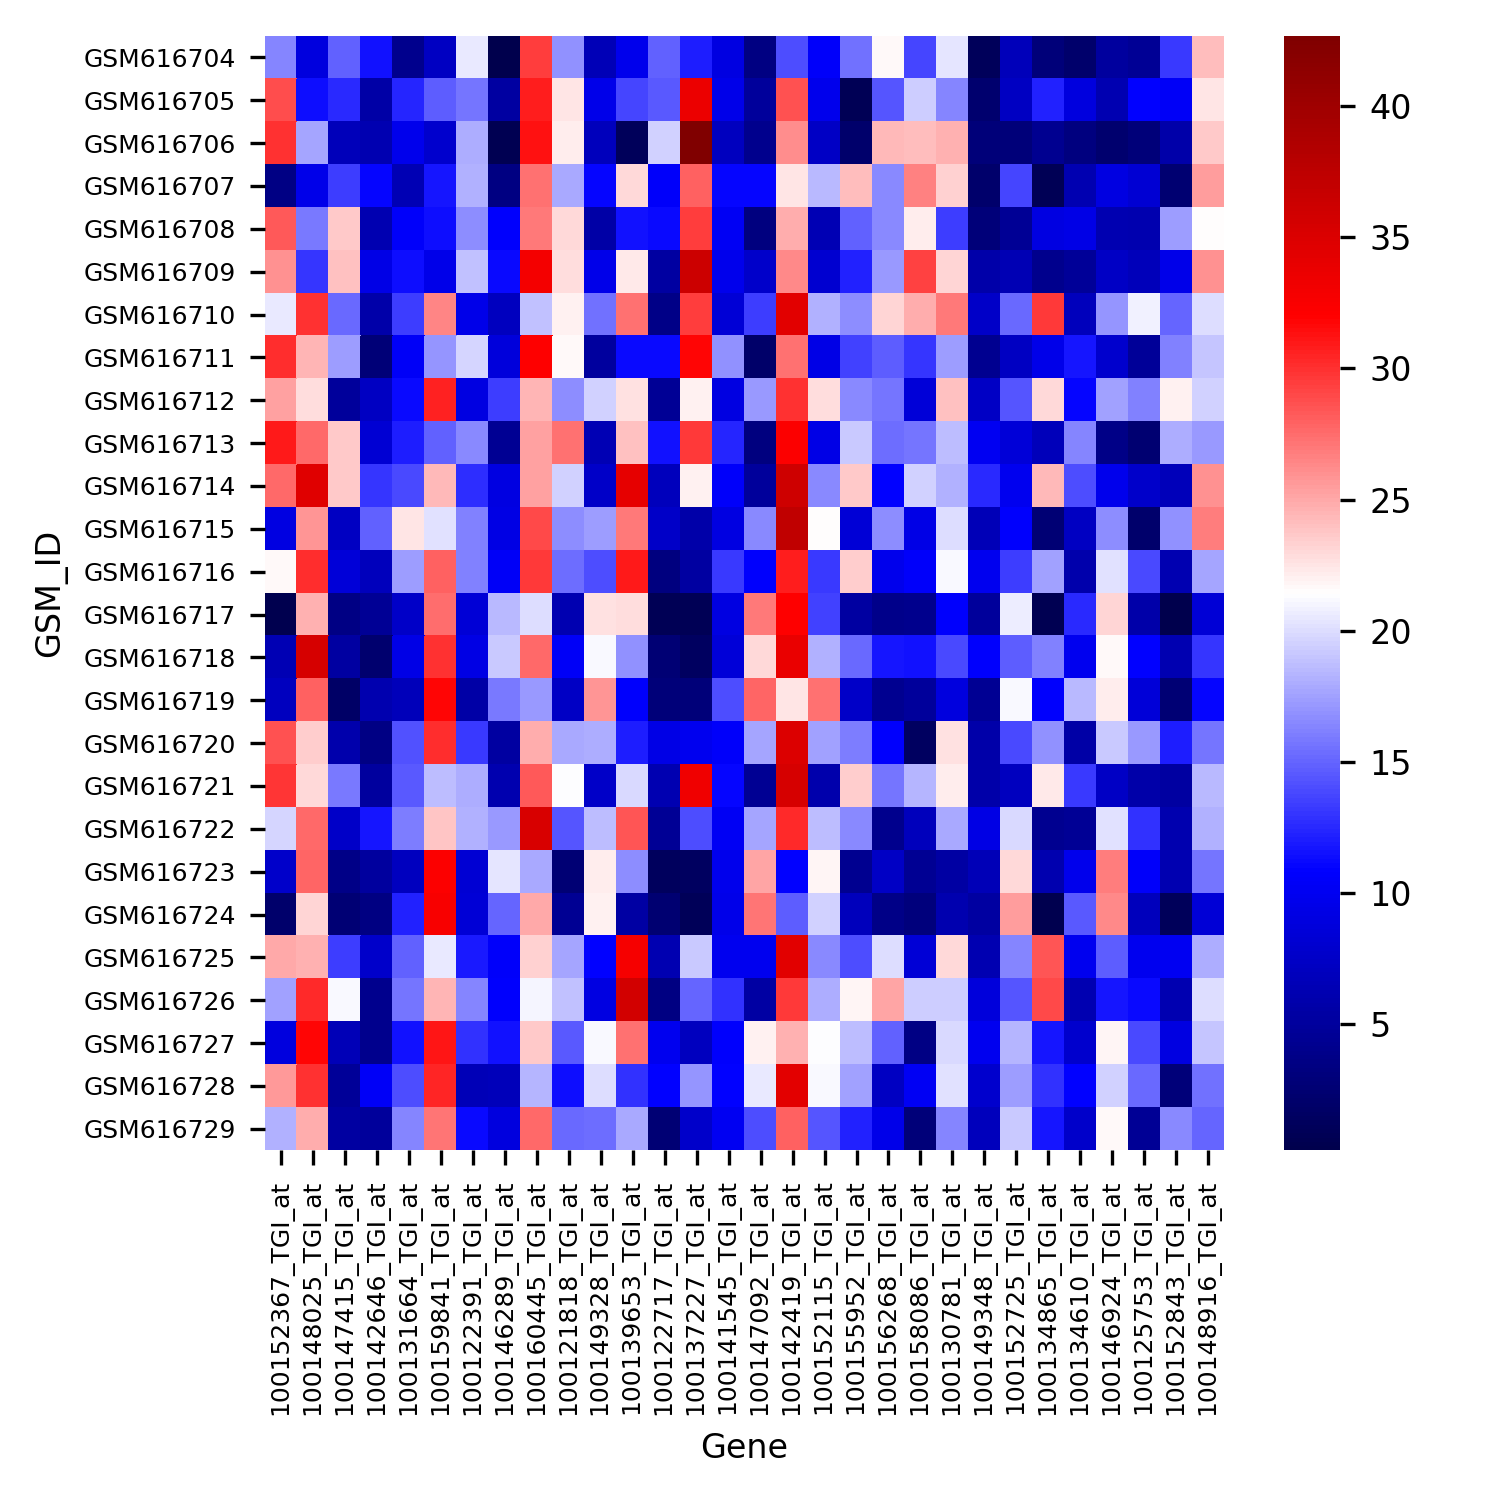 GSM616704
GSM616705
GSM616706
GSM616707
GSM616708
GSM616709
GSM616710
GSM616711
GSM616712
GSM616713
GSM616714
GSM616715
GSM616716
GSM616717
GSM616718
GSM616719
GSM616720
GSM616721
GSM616722
GSM616723
GSM616724
GSM616725
GSM616726
GSM616727
GSM616728
GSM616729
GSM_ID
100152367_TGI_at
100148025_TGI_at
100147415_TGI_at
100142646_TGI_at
100131664_TGI_at
100159841_TGI_at
100122391_TGI_at
100146289_TGI_at
100160445_TGI_at
100121818_TGI_at
100149328_TGI_at
100139653_TGI_at
100122717_TGI_at
100137227_TGI_at
100141545_TGI_at
100147092_TGI_at
100142419_TGI_at
100152115_TGI_at
100155952_TGI_at
100156268_TGI_at
100158086_TGI_at
100130781_TGI_at
100149348_TGI_at
100152725_TGI_at
100134865_TGI_at
100134610_TGI_at
100146924_TGI_at
100125753_TGI_at
100152843_TGI_at
100148916_TGI_at
Gene
40
35
30
25
20
15
10
5